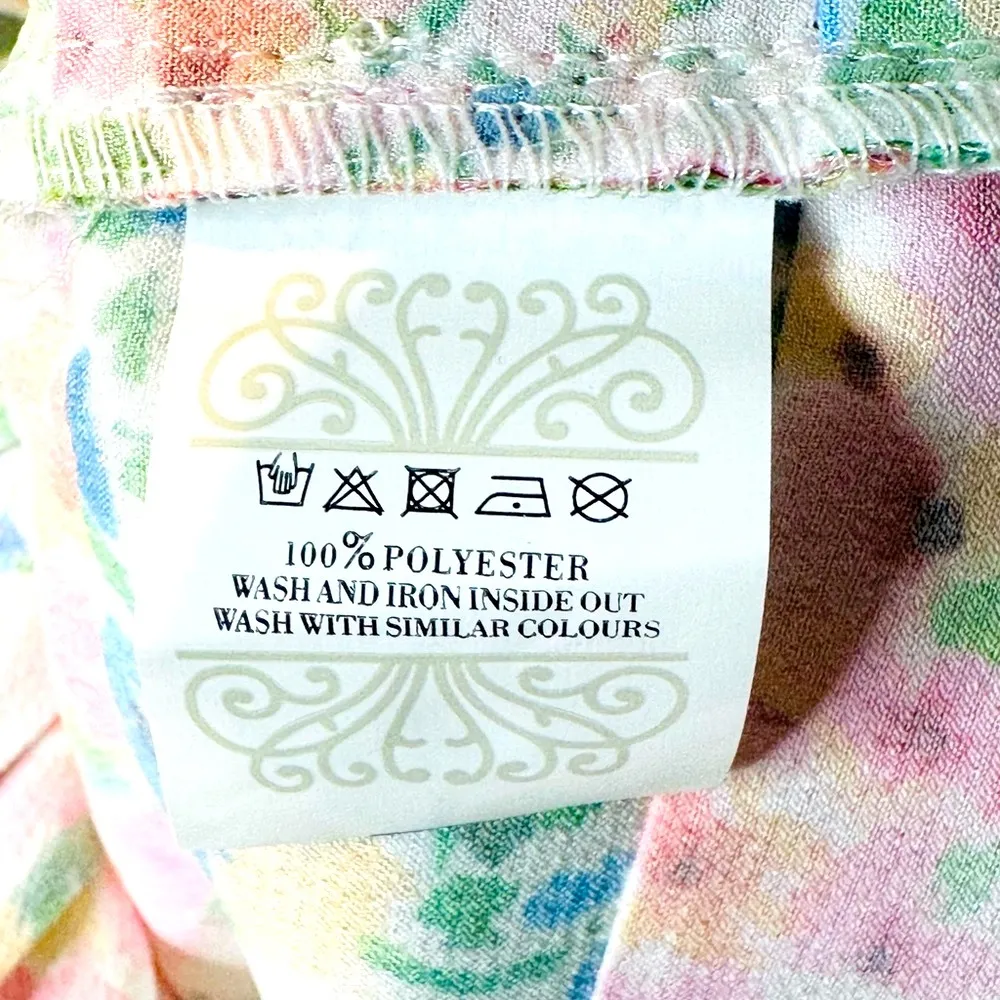 100% POLYESTER
WASH AND IRON INSIDE OUT
WASH WITH SIMILAR COLOURS